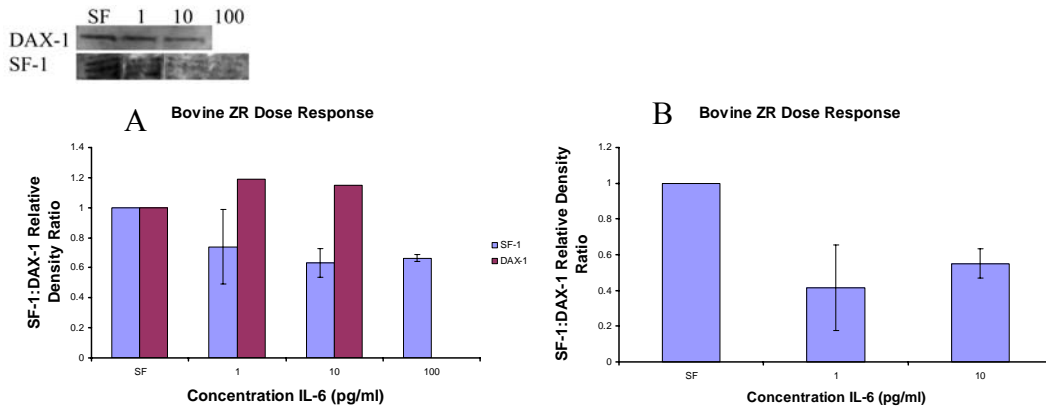 SF 1 10 100
DAX-1
SF-1
A
Bovine ZR Dose Response
SF-1:DAX-1 Relative
Density Ratio
1.4
1.2
1
0.8
0.6
0.4
0.2
0
SF 1 10 100
Concentration IL-6 (pg/ml)
SF-1
DAX-1
B
Bovine ZR Dose Response
SF-1:DAX-1 Relative Density
Ratio
1.2
1
0.8
0.6
0.4
0.2
0
SF 1 10
Concentration IL-6 (pg/ml)